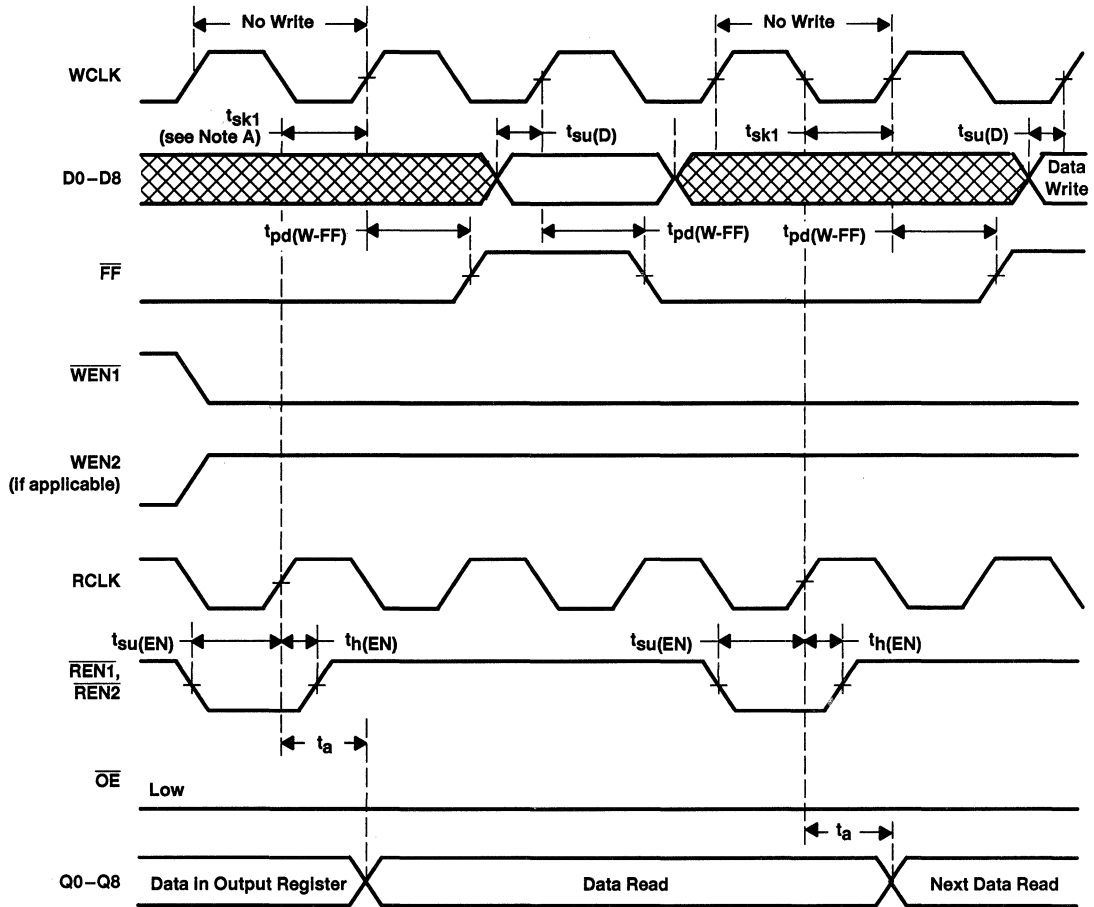 No Write
No Write
WCLK
tsk1
(see Note A)
tsu(D)
tsk1
tsu(D)
D0–D8
Data
Write
tpd(W-FF)
tpd(W-FF)
tpd(W-FF)
FF
WEN1
WEN2
(if applicable)
RCLK
tsu(EN)
th(EN)
tsu(EN)
th(EN)
REN1,
REN2
ta
OE
Low
ta
Q0–Q8
Data in Output Register
Data Read
Next Data Read